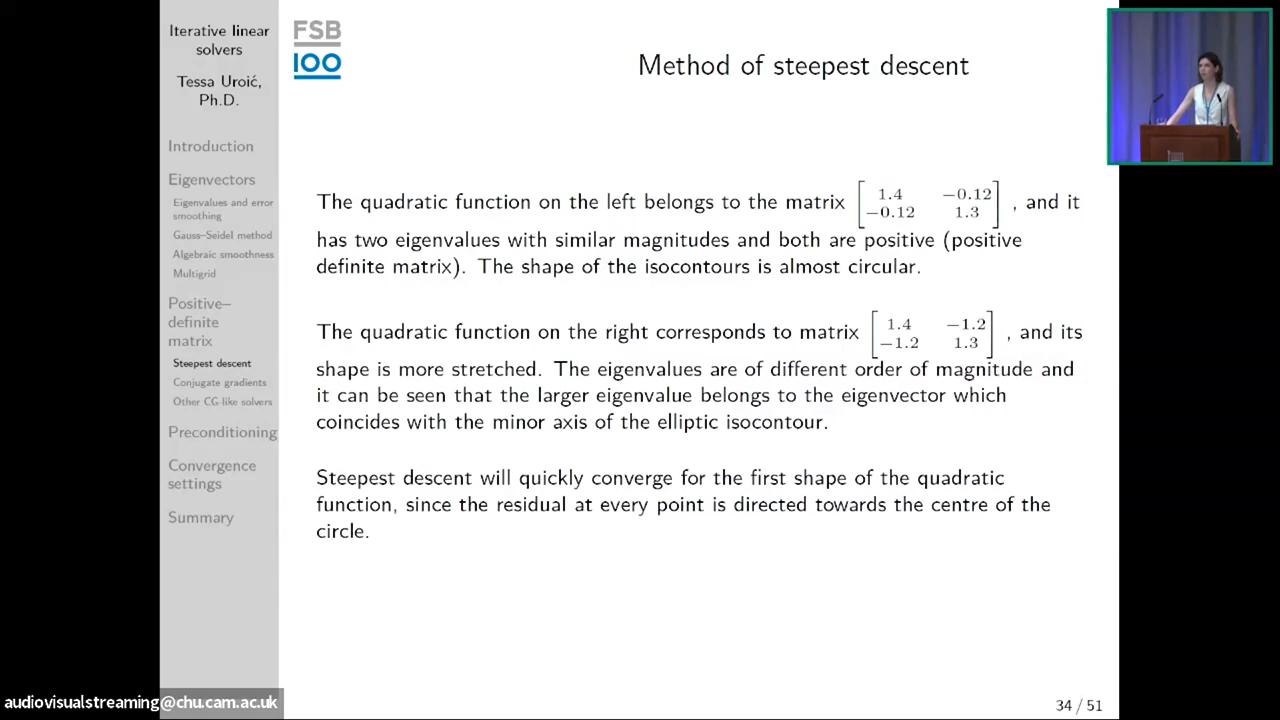 Iterative linear
solvers
Tessa Uroić,
Ph.D.
Introduction
Eigenvectors
Eigenvalues and error
smoothing
Gauss–Seidel method
Algebraic smoothness
Multigrid
Positive–
definite
matrix
Steepest descent
Conjugate gradients
Other CG-like solvers
Preconditioning
Convergence
settings
Summary
FSB
100
Method of steepest descent
The quadratic function on the left belongs to the matrix [1.4 −0.12 −0.12 1.3] , and it
has two eigenvalues with similar magnitudes and both are positive (positive
definite matrix). The shape of the isocontours is almost circular.
The quadratic function on the right corresponds to matrix [1.4 −1.2 −1.2 1.3] , and its
shape is more stretched. The eigenvalues are of different order of magnitude and
it can be seen that the larger eigenvalue belongs to the eigenvector which
coincides with the minor axis of the elliptic isocontour.
Steepest descent will quickly converge for the first shape of the quadratic
function, since the residual at every point is directed towards the centre of the
circle.
34 / 51
audiovisualstreaming@chu.cam.ac.uk